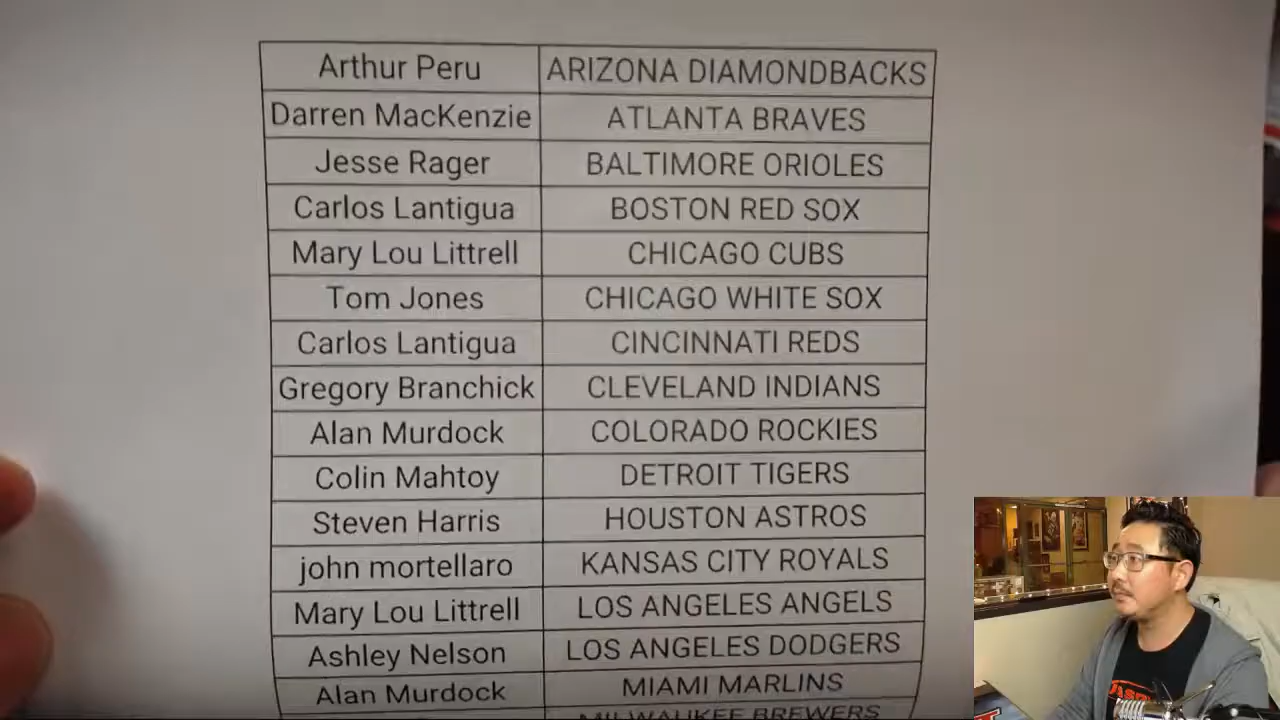 Arthur Peru ARIZONA DIAMONDBACKS
Darren MacKenzie ATLANTA BRAVES
Jesse Rager BALTIMORE ORIOLES
Carlos Lantigua BOSTON RED SOX
Mary Lou Littrell CHICAGO CUBS
Tom Jones CHICAGO WHITE SOX
Carlos Lantigua CINCINNATI REDS
Gregory Branchick CLEVELAND INDIANS
Alan Murdock COLORADO ROCKIES
Colin Mahtoy DETROIT TIGERS
Steven Harris HOUSTON ASTROS
john mortellaro KANSAS CITY ROYALS
Mary Lou Littrell LOS ANGELES ANGELS
Ashley Nelson LOS ANGELES DODGERS
Alan Murdock MIAMI MARLINS
MILWAUKEE BREWERS